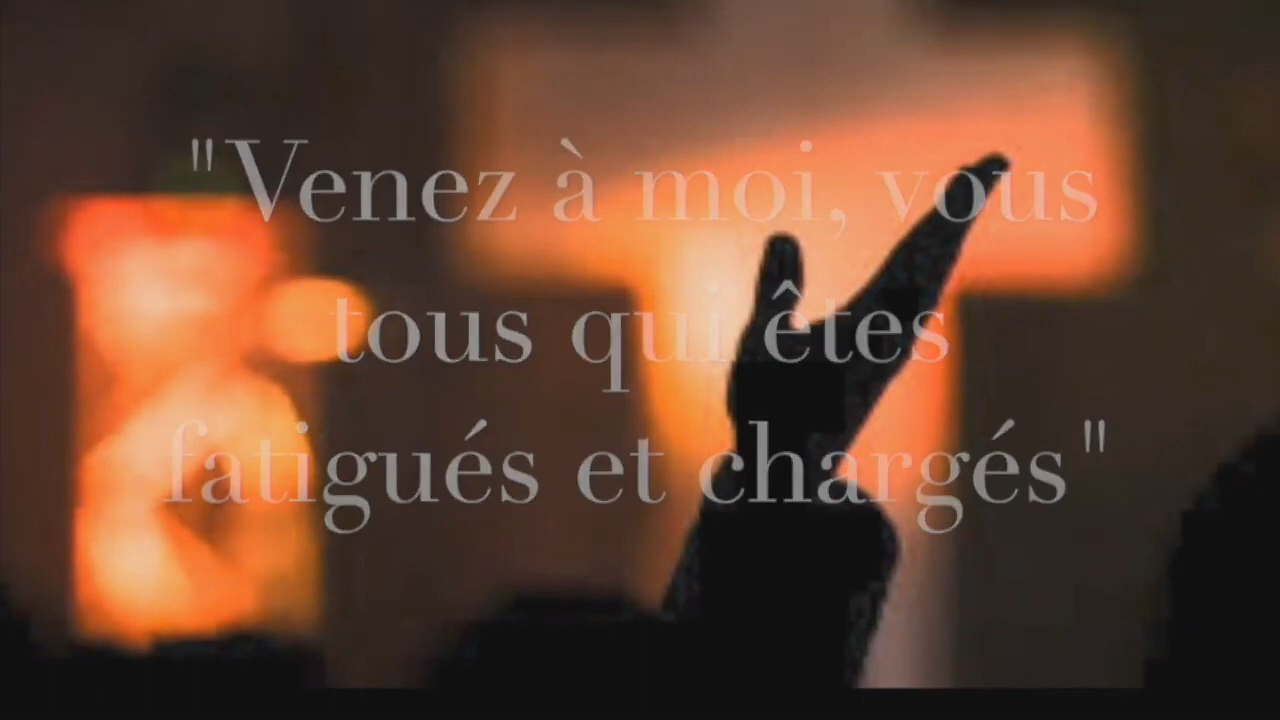 "Venez à moi, vous
tous qui êtes
fatigués et chargés"